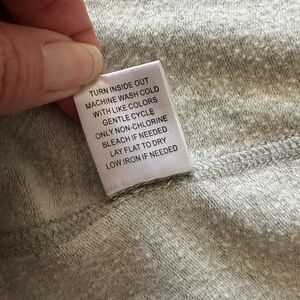 TURN INSIDE OUT
MACHINE WASH COLD
WITH LIKE COLORS
GENTLE CYCLE
ONLY NON-CHLORINE
BLEACH IF NEEDED
LAY FLAT TO DRY
LOW IRON IF NEEDED